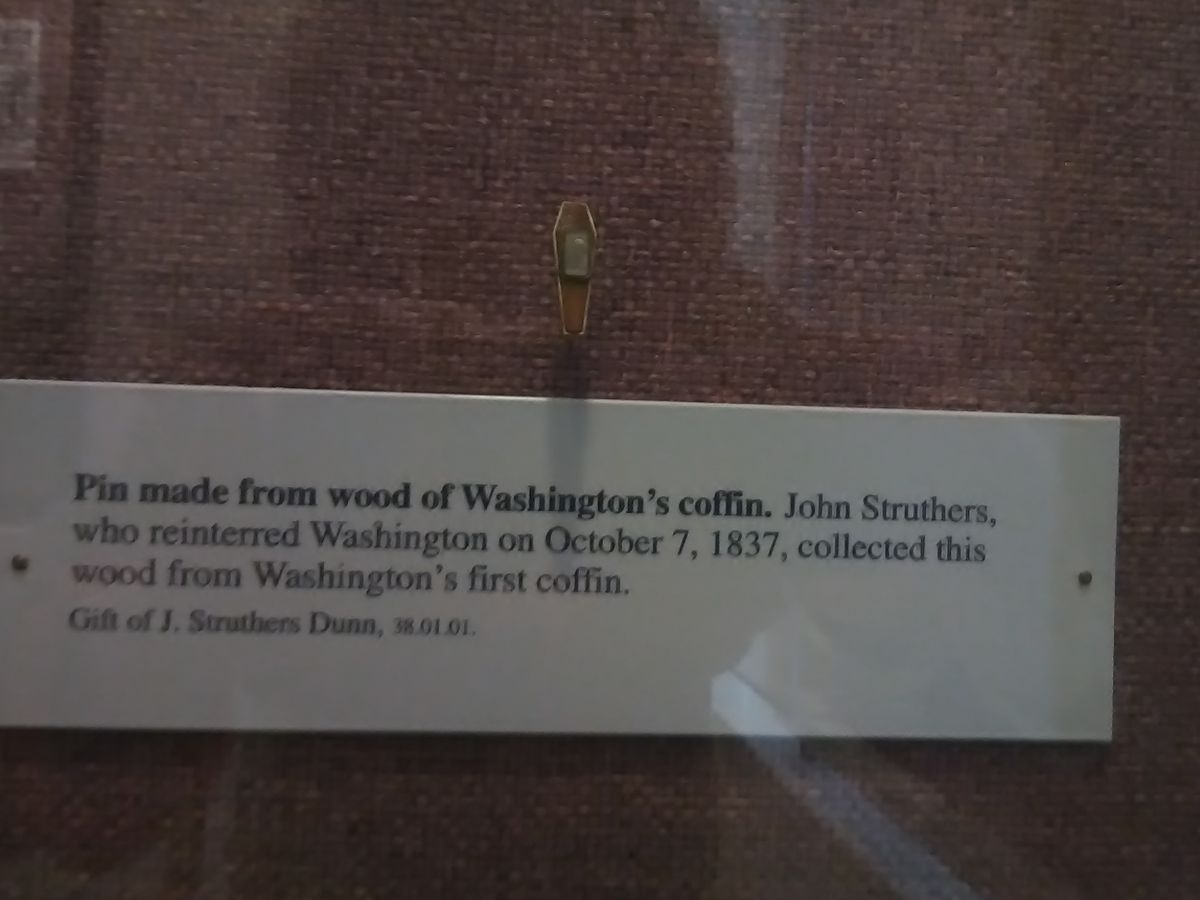 Pin made from wood of Washington's coffin. John Struthers,
who reinterred Washington on October 7, 1837, collected this
wood from Washington's first coffin.
Gift of J. Struthers Dunn, 38.01.01.